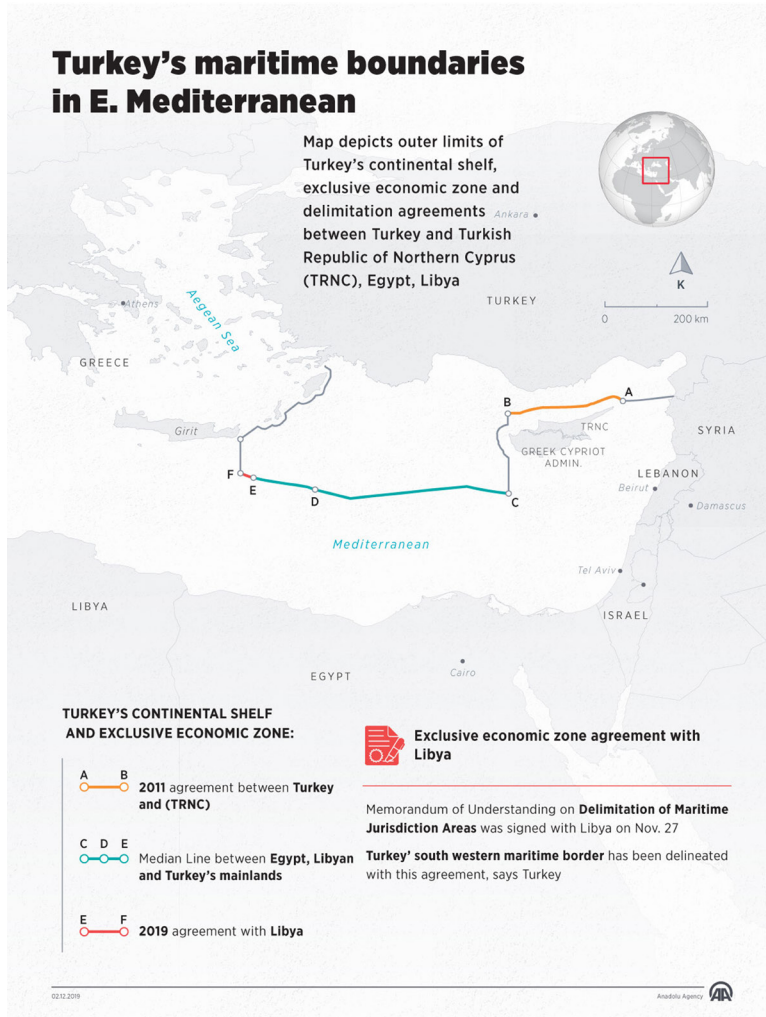 Turkey's maritime boundaries
in E. Mediterranean
Map depicts outer limits of
Turkey's continental shelf,
exclusive economic zone and
delimitation agreements
between Turkey and Turkish
Republic of Northern Cyprus
(TRNC), Egypt, Libya
Ankara
K
0 200 km
TURKEY
Athens
Aegean Sea
GREECE
Girit
A
B
TRNC
GREEK CYPRIOT
ADMIN.
SYRIA
LEBANON
Beirut
Damascus
F
E
D
C
Mediterranean
Tel Aviv
ISRAEL
LIBYA
EGYPT
Cairo
TURKEY'S CONTINENTAL SHELF
AND EXCLUSIVE ECONOMIC ZONE:
A B
2011 agreement between Turkey
and (TRNC)
C D E
Median Line between Egypt, Libyan
and Turkey's mainlands
E F
2019 agreement with Libya
Exclusive economic zone agreement with
Libya
Memorandum of Understanding on Delimitation of Maritime
Jurisdiction Areas was signed with Libya on Nov. 27
Turkey' south western maritime border has been delineated
with this agreement, says Turkey
02.12.2019
Anadolu Agency
AA